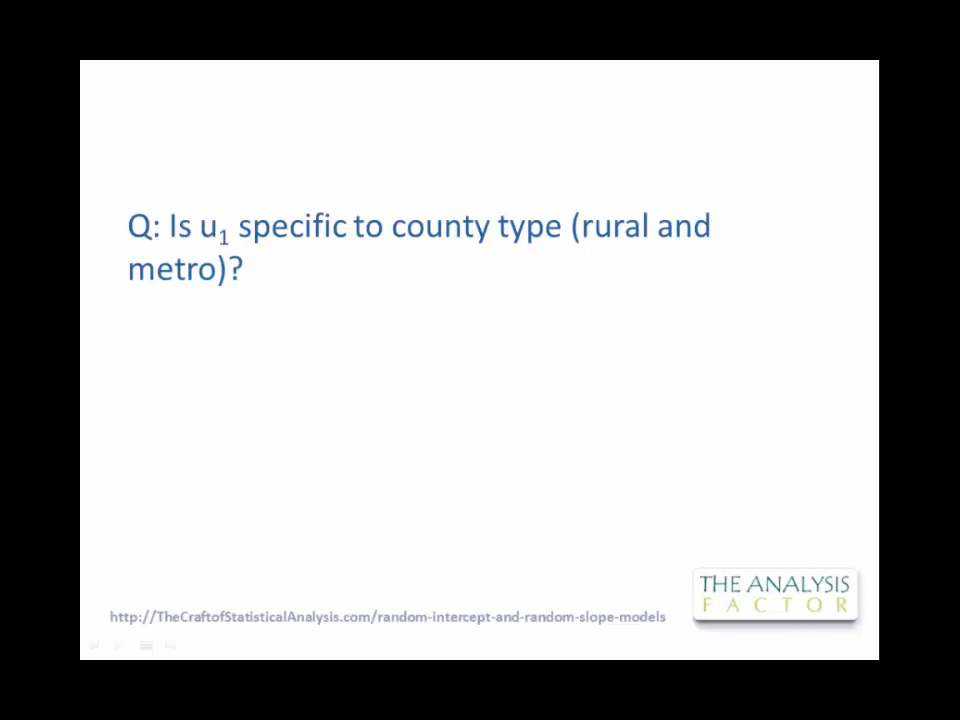 Q: Is u₁ specific to county type (rural and
metro)?
THE ANALYSIS
FACTOR
http://TheCraftofStatisticalAnalysis.com/random-intercept-and-random-slope-models